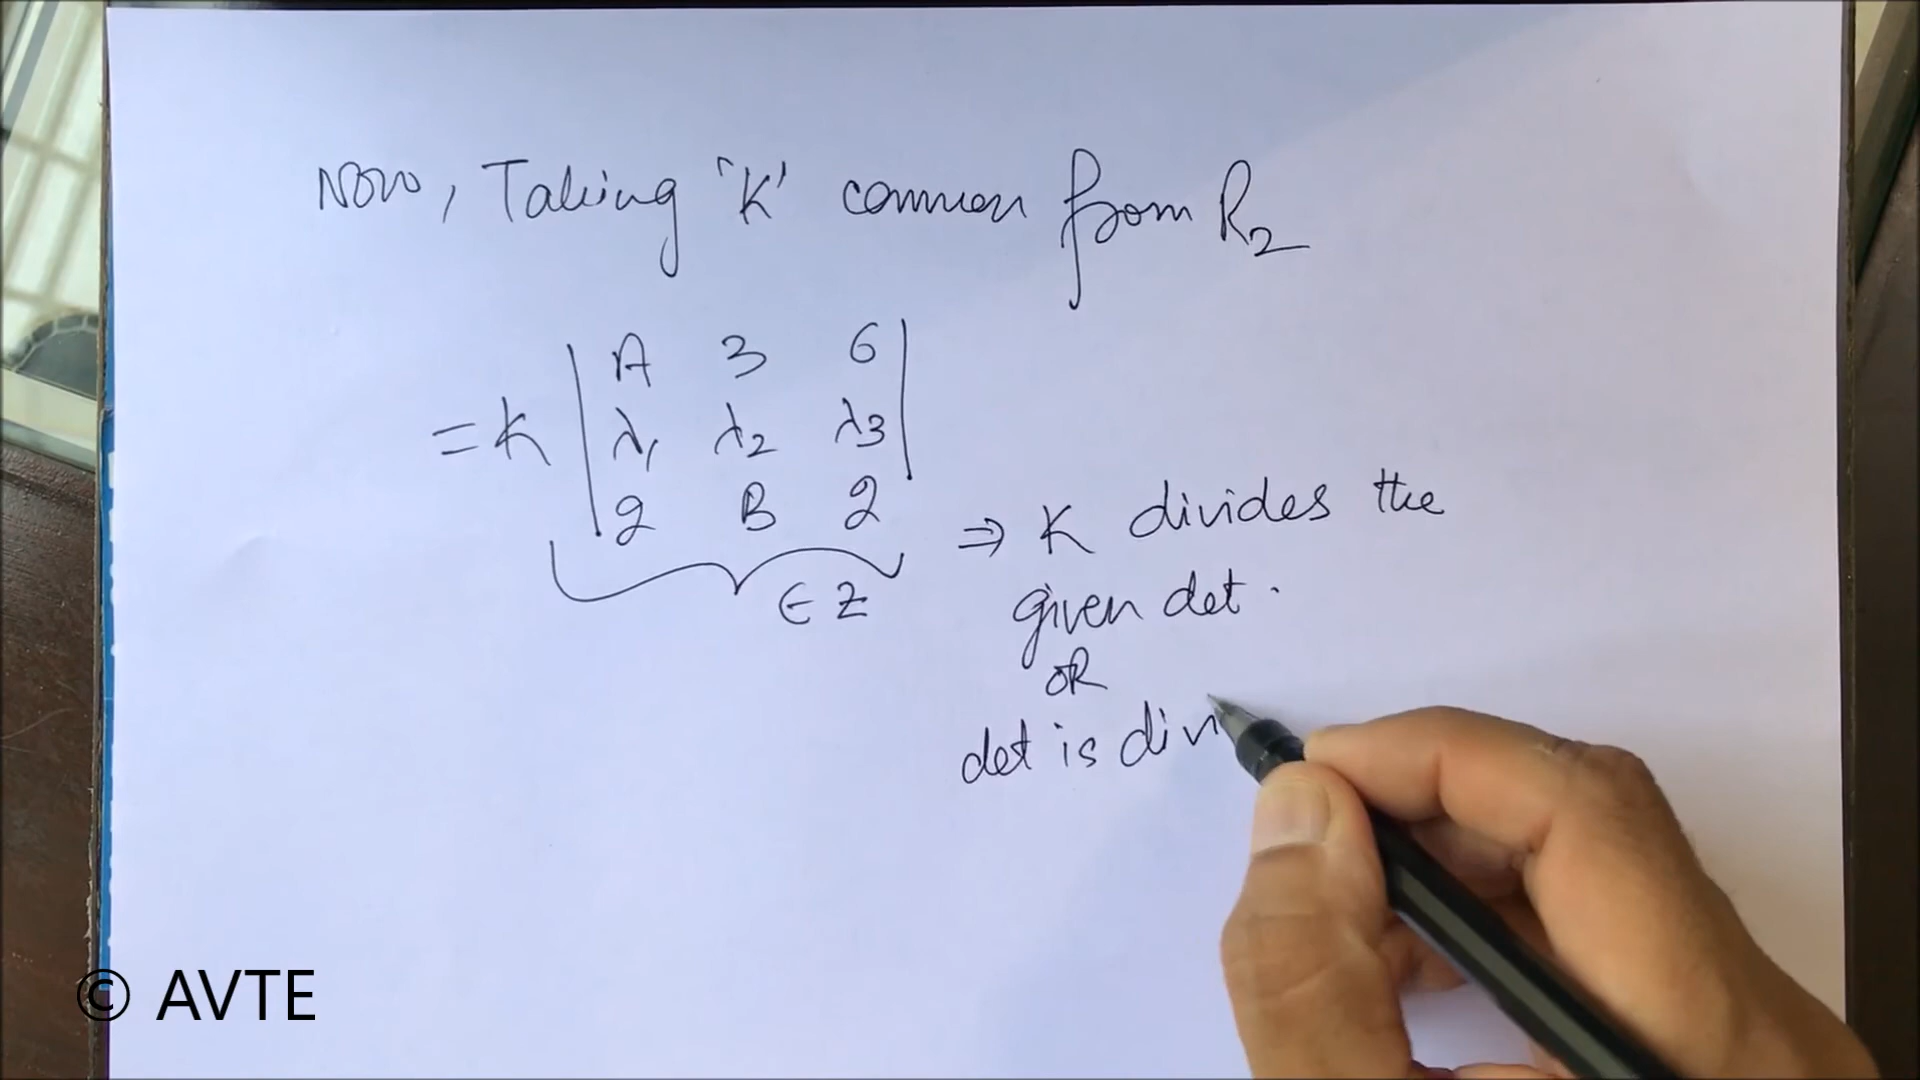 Now, Taking 'K' common from R2
A 3 6
= K λ1 λ2 λ3
2 B 2
⇒ K divides the
∈ Z given det.
OR
det is divi
© AVTE